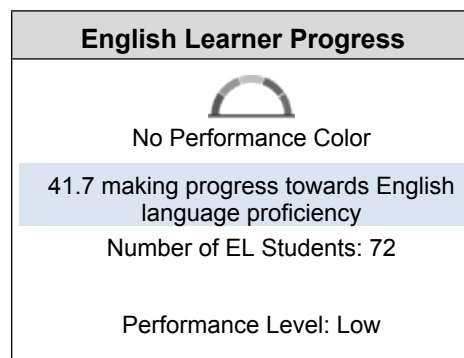 English Learner Progress
No Performance Color
41.7 making progress towards English
language proficiency
Number of EL Students: 72
Performance Level: Low